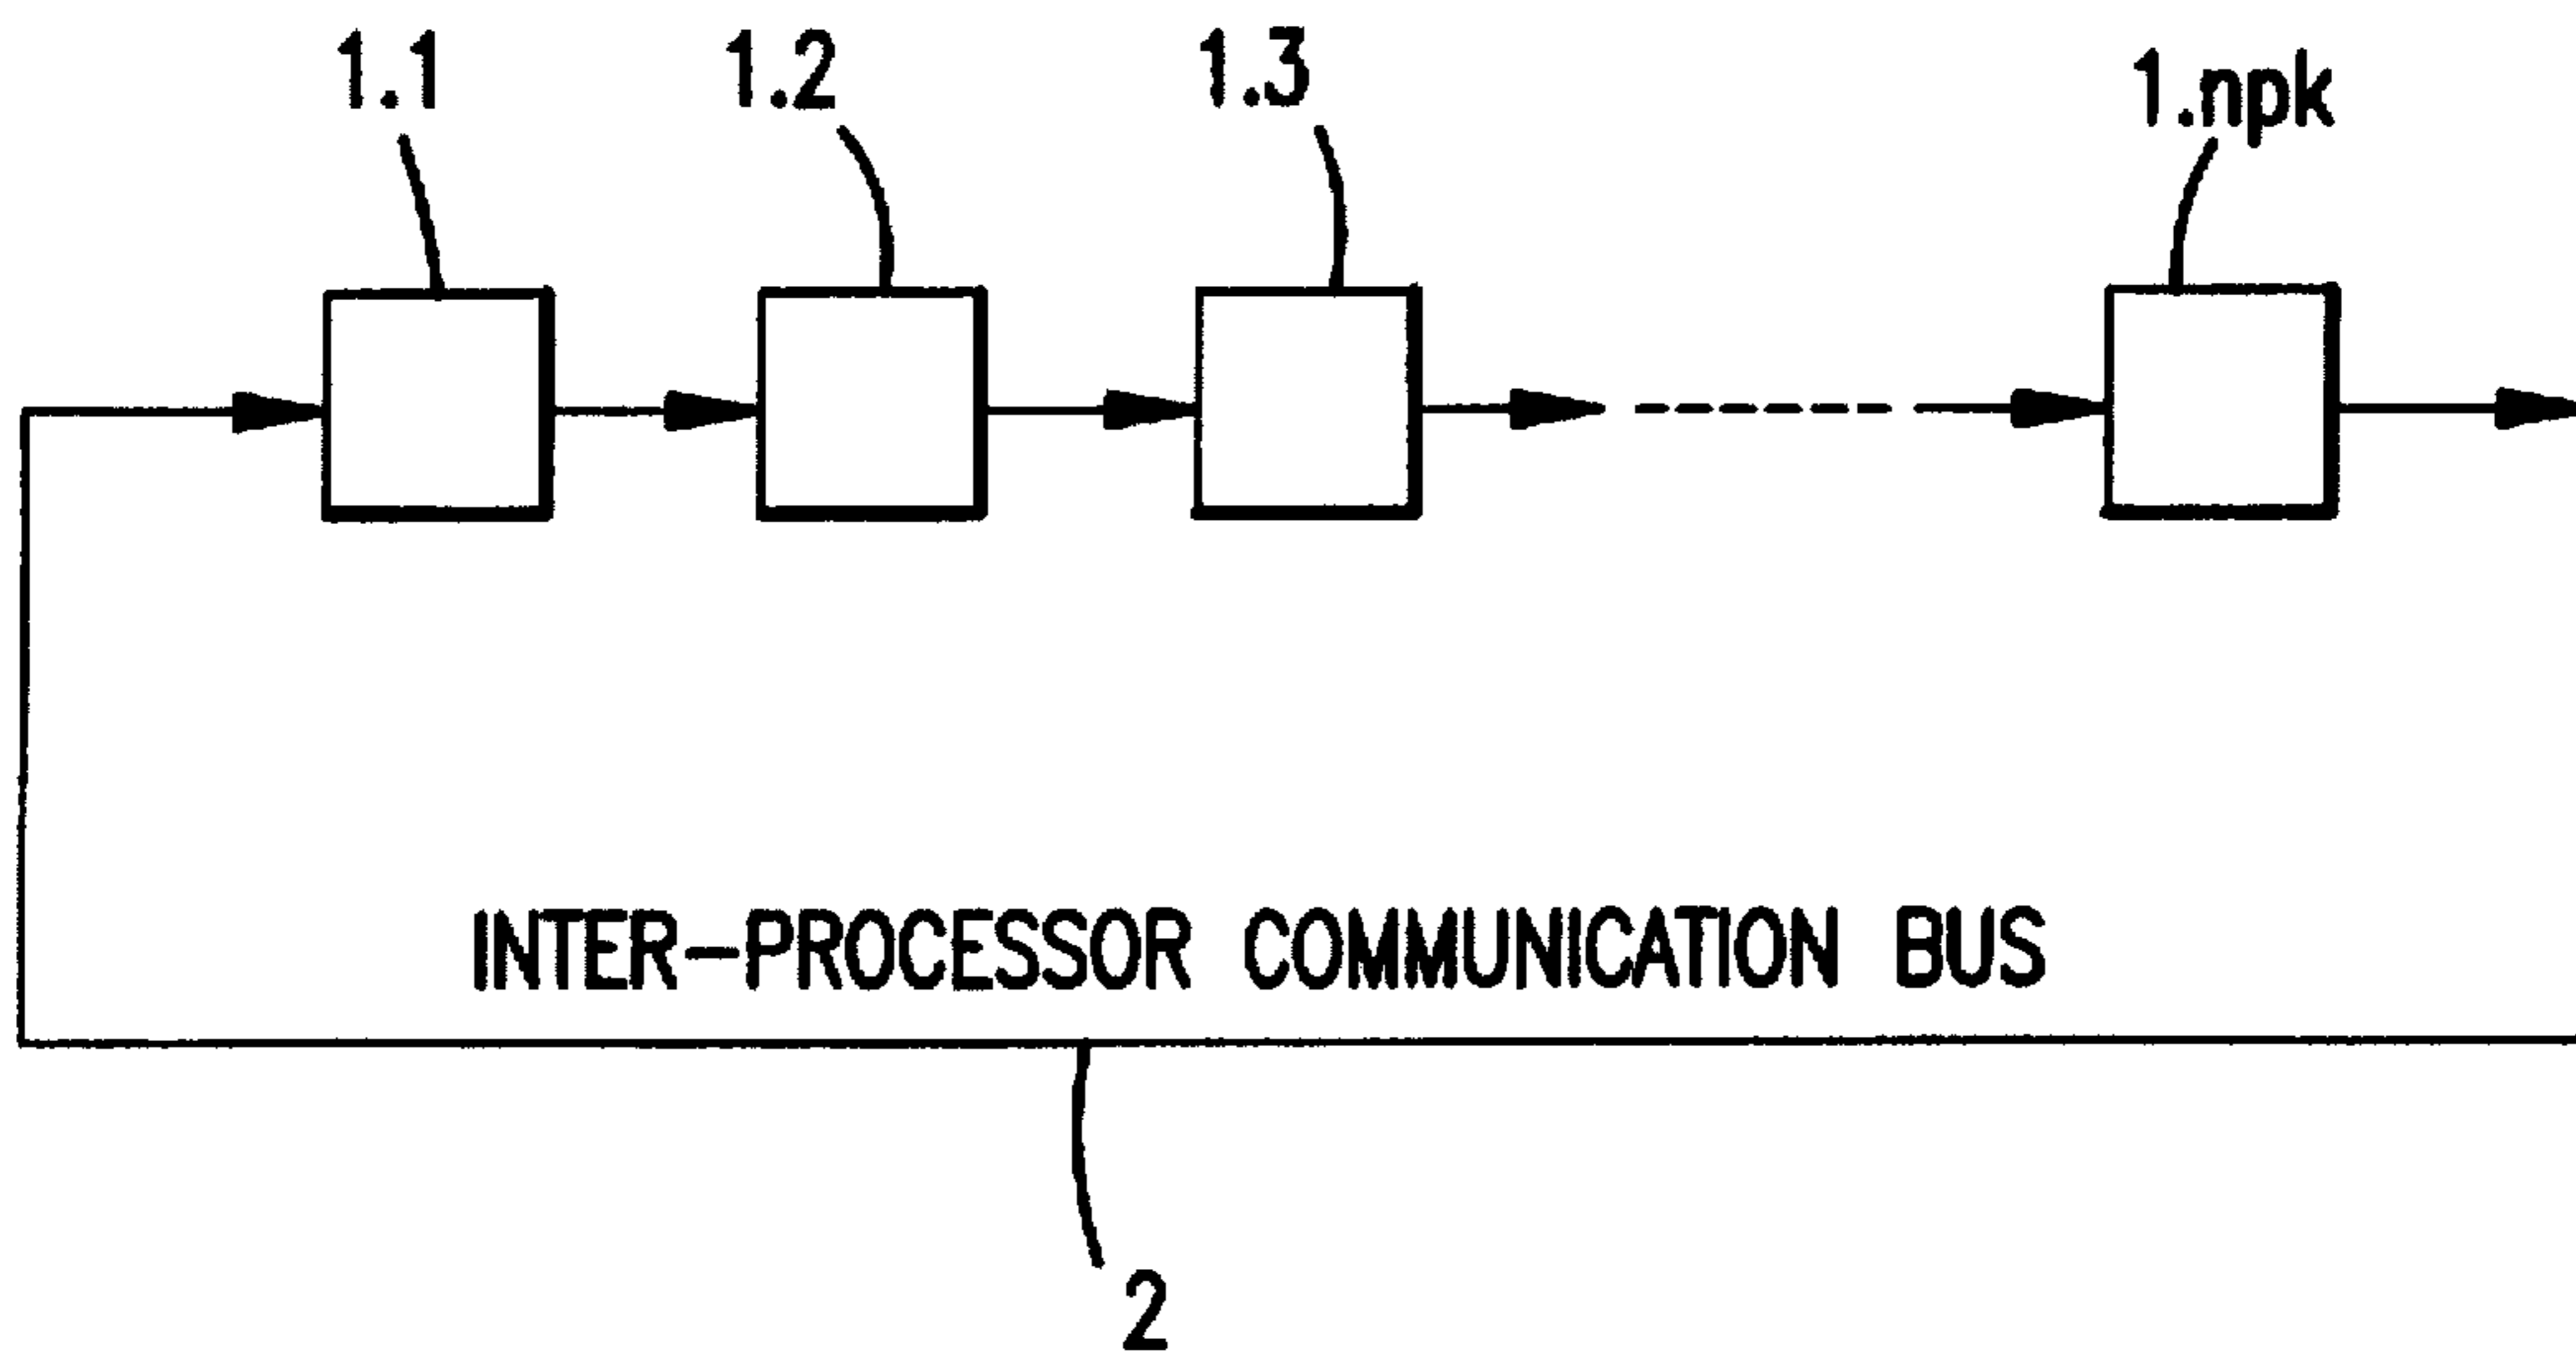 1.1
1.2
1.3
1.npk
INTER-PROCESSOR COMMUNICATION BUS
2